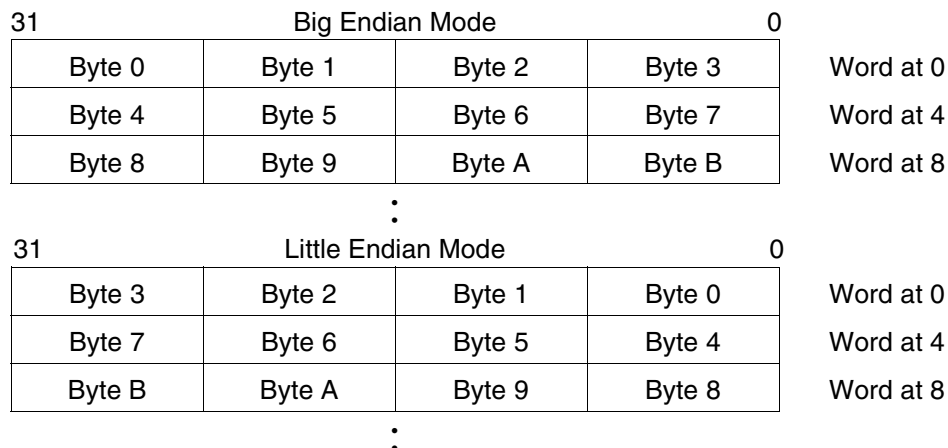 31 Big Endian Mode 0
Byte 0 Byte 1 Byte 2 Byte 3 Word at 0
Byte 4 Byte 5 Byte 6 Byte 7 Word at 4
Byte 8 Byte 9 Byte A Byte B Word at 8
:
31 Little Endian Mode 0
Byte 3 Byte 2 Byte 1 Byte 0 Word at 0
Byte 7 Byte 6 Byte 5 Byte 4 Word at 4
Byte B Byte A Byte 9 Byte 8 Word at 8
: